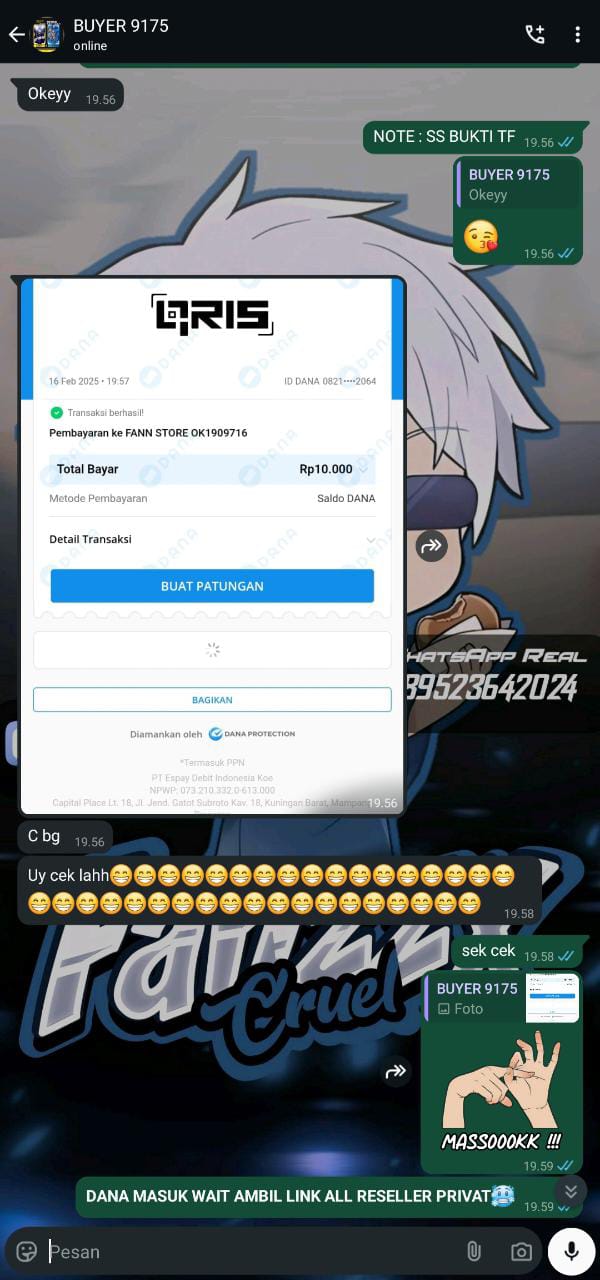 BUYER 9175
online
Okeyy 19.56
NOTE : SS BUKTI TF 19.56
BUYER 9175
Okeyy
19.56
QRIS
16 Feb 2025 • 19:57 ID DANA 0821••••2064
Transaksi berhasil!
Pembayaran ke FANN STORE OK1909716
Total Bayar Rp10.000
Metode Pembayaran Saldo DANA
Detail Transaksi
BUAT PATUNGAN
BAGIKAN
Diamankan oleh DANA PROTECTION
*Termasuk PPN
PT Espay Debit Indonesia Koe
NPWP: 073.210.332.0-613.000
Capital Place Lt. 18, Jl. Jend. Gatot Subroto Kav. 18, Kuningan Barat,
19.56
WhatsApp Real
89523642024
C bg 19.56
Uy cek lahh😁😁😁😁😁😁😁😁😁😁😁😁😁😁😁😁😁
😁😁😁😁😁😁😁😁😁😁😁😁😁😁😁😁😁😁😁
19.58
sek cek 19.58
Fanzzy
Cruel
BUYER 9175
Foto
MASSOOOKK !!!
19.59
DANA MASUK WAIT AMBIL LINK ALL RESELLER PRIVAT🥶 19.59
Pesan